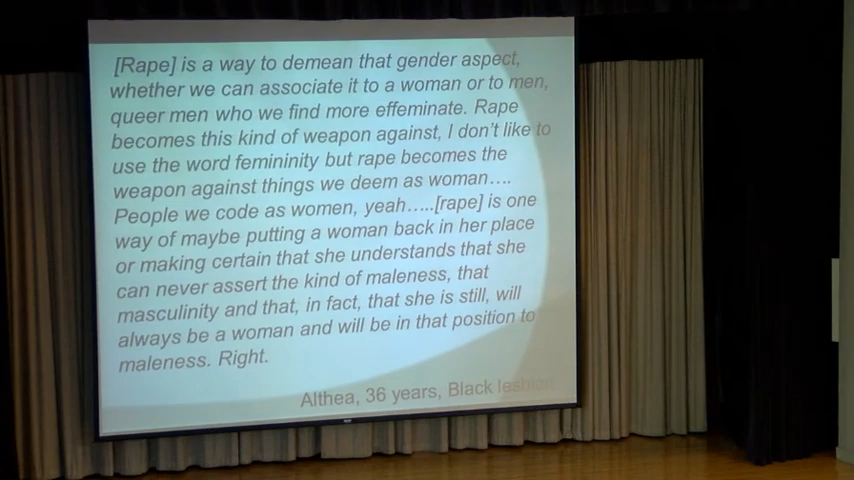 [Rape] is a way to demean that gender aspect,
whether we can associate it to a woman or to men,
queer men who we find more effeminate. Rape
becomes this kind of weapon against, I don't like to
use the word femininity but rape becomes the
weapon against things we deem as woman....
People we code as women, yeah.....[rape] is one
way of maybe putting a woman back in her place
or making certain that she understands that she
can never assert the kind of maleness, that
masculinity and that, in fact, that she is still, will
always be a woman and will be in that position to
maleness. Right.
Althea, 36 years, Black lesbian